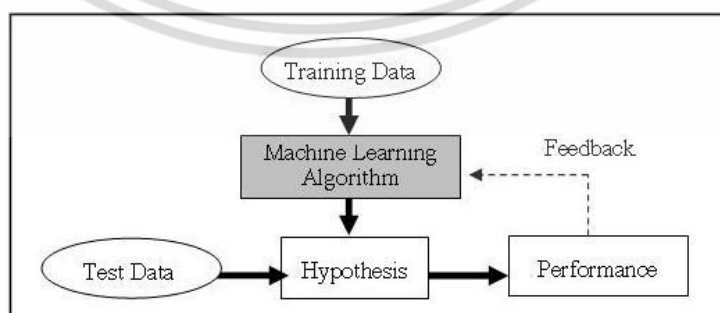 Training Data
Machine Learning
Algorithm
Feedback
Test Data
Hypothesis
Performance